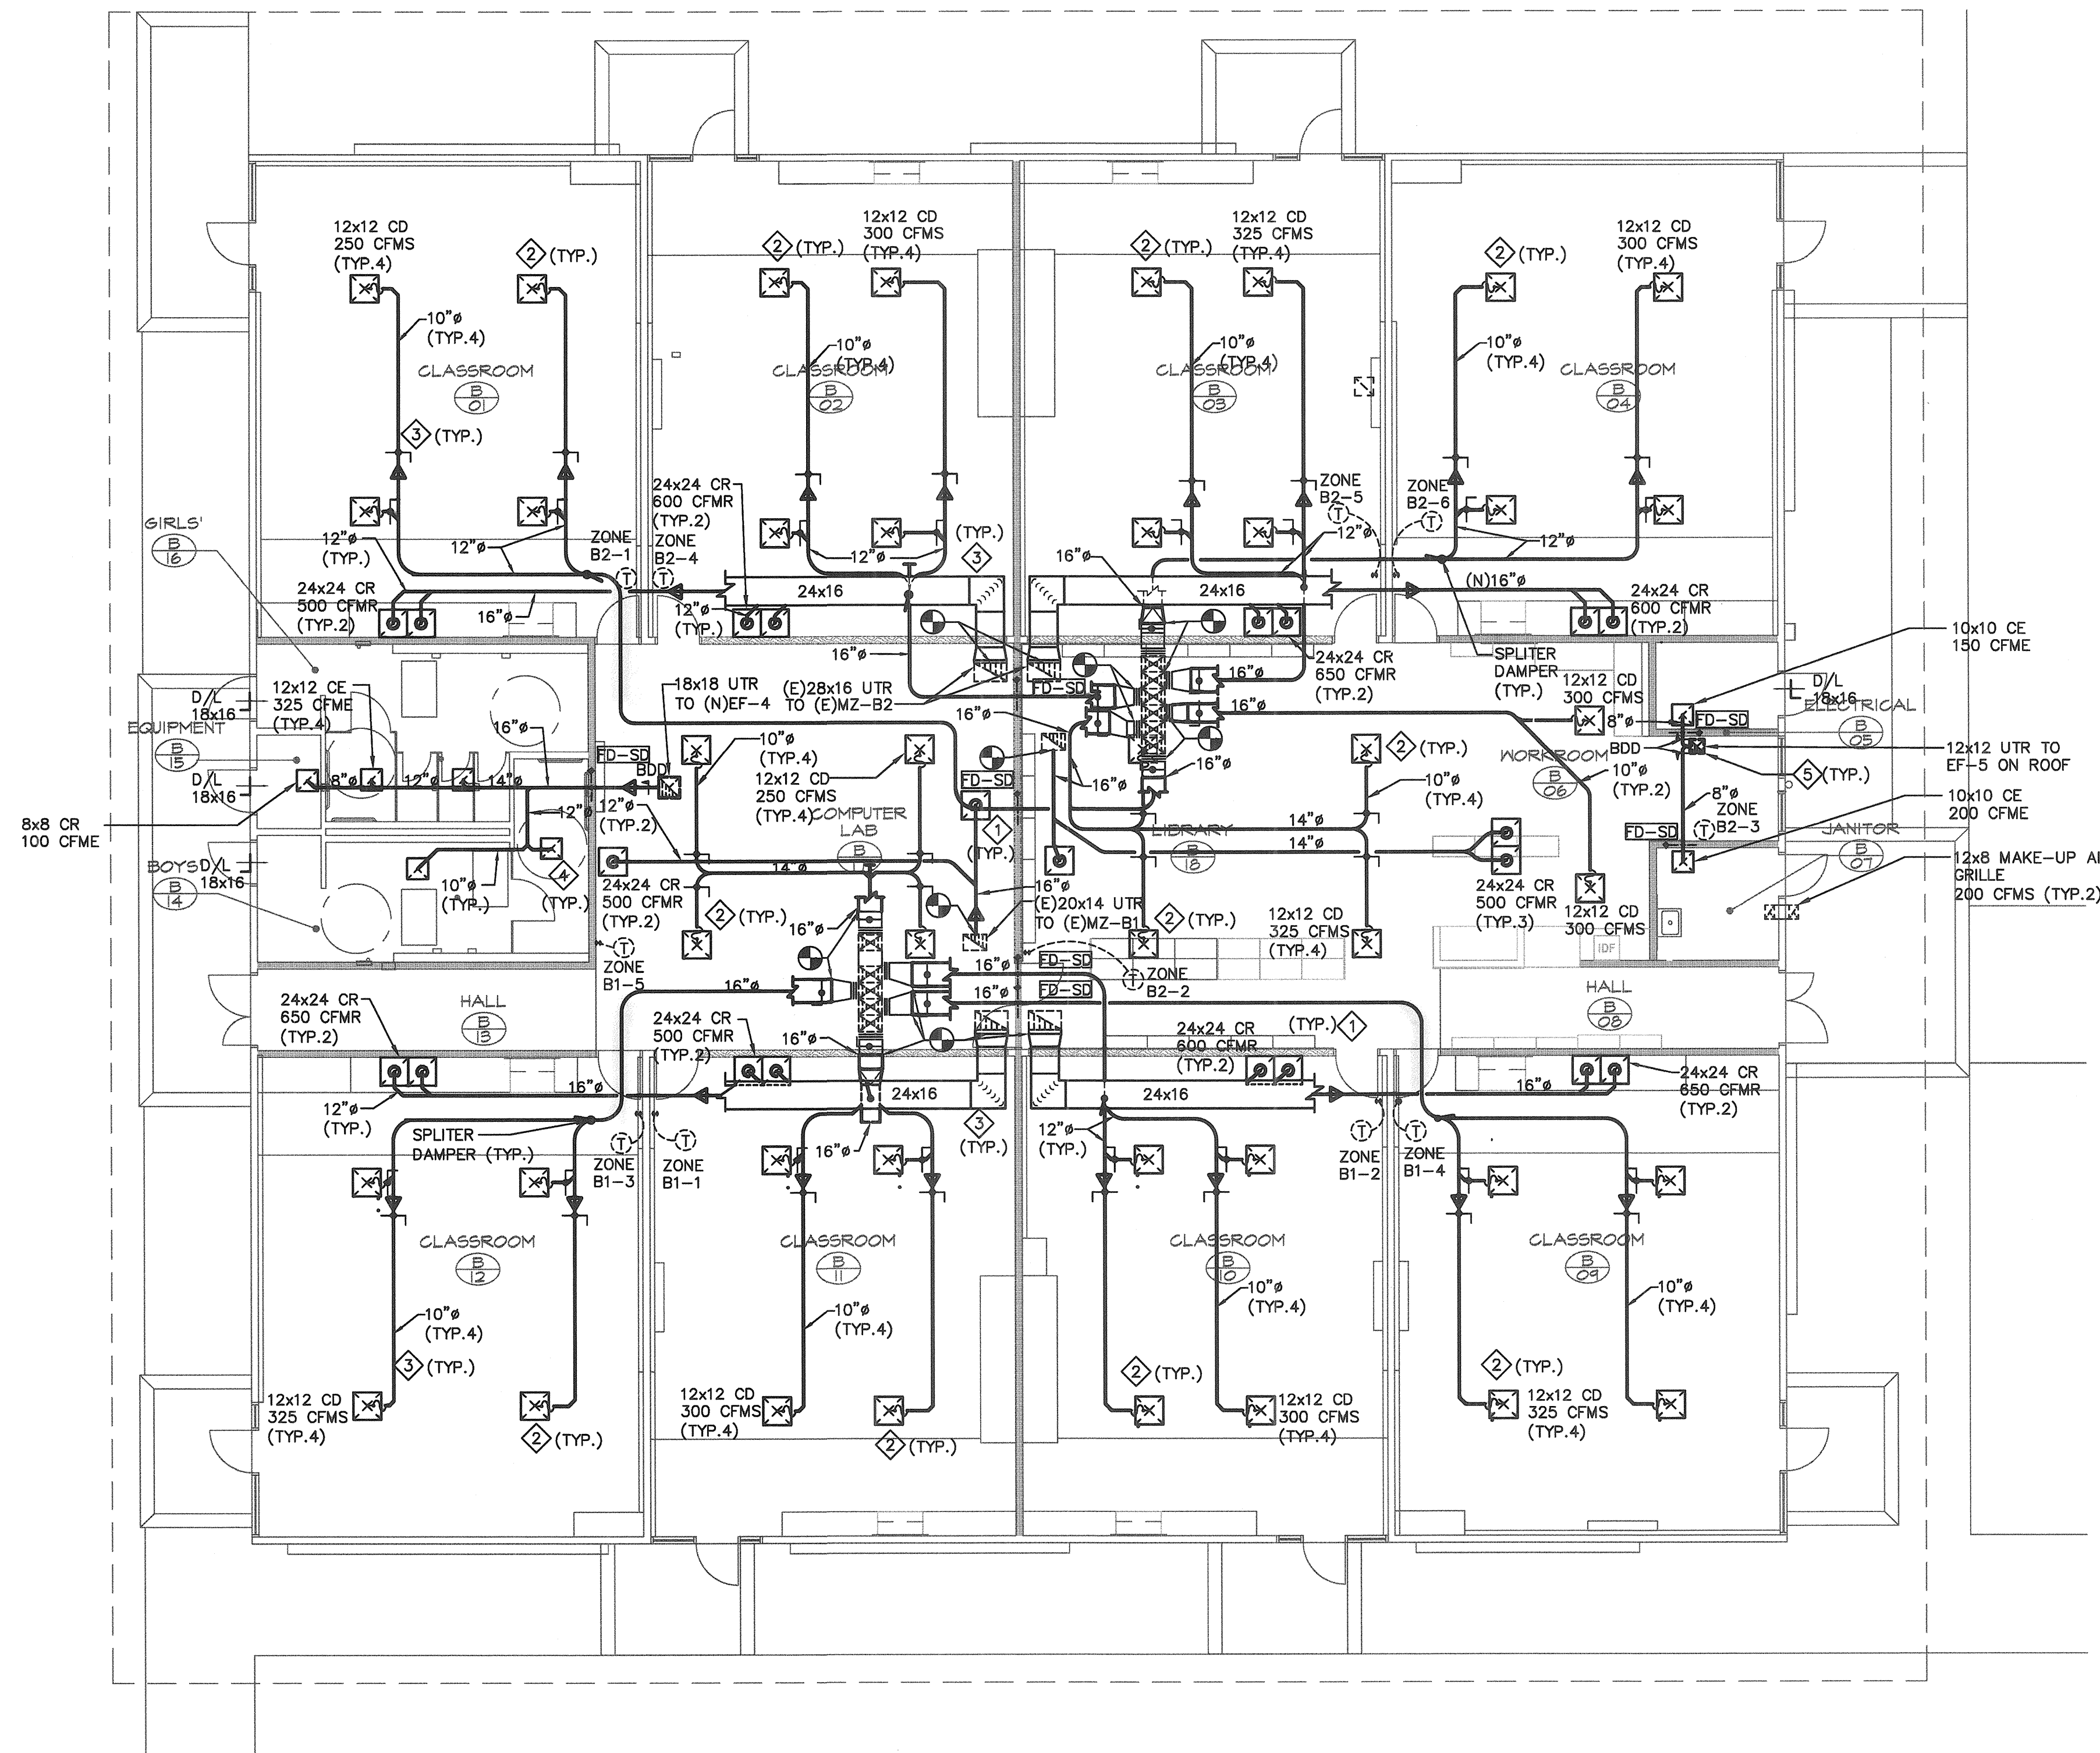 12x12 CD
250 CFMS
(TYP.4)
2
(TYP.)
10"ø
(TYP.4)
CLASSROOM
B
01
3
(TYP.)
12"ø
(TYP.)
12"ø
24x24 CR
500 CFMR
(TYP.2)
16"ø
ZONE
B2-1
T
2
(TYP.)
12x12 CD
300 CFMS
(TYP.4)
10"ø
(TYP.4)
CLASSROOM
B
02
24x24 CR
600 CFMR
(TYP.2)
ZONE
B2-4
T
12"ø
(TYP.)
12"ø
(TYP.)
3
24x16
16"ø
2
(TYP.)
12x12 CD
325 CFMS
(TYP.4)
10"ø
(TYP.4)
CLASSROOM
B
03
ZONE
B2-5
T
12"ø
16"ø
24x16
24x24 CR
650 CFMR
(TYP.2)
2
(TYP.)
12x12 CD
300 CFMS
(TYP.4)
10"ø
(TYP.4)
CLASSROOM
B
04
ZONE
B2-6
T
12"ø
(N)16"ø
24x24 CR
600 CFMR
(TYP.2)
SPLITER
DAMPER
(TYP.)
10x10 CE
150 CFME
GIRLS'
B
16
D/L
18x16
EQUIPMENT
B
15
D/L
18x16
8x8 CR
100 CFME
BOYS
B
14
D/L
18x16
12x12 CE
325 CFME
(TYP.4)
16"ø
8"ø
12"ø
14"ø
12"ø
10"ø
(TYP.)
4
(TYP.)
FD-SD
BDD
18x18 UTR
TO (N)EF-4
(E)28x16 UTR
TO (E)MZ-B2
FD-SD
12"ø
(TYP.2)
10"ø
(TYP.4)
12x12 CD
250 CFMS
(TYP.4)
COMPUTER
LAB
B
14"ø
24x24 CR
500 CFMR
(TYP.2)
2
(TYP.)
T
ZONE
B1-5
16"ø
FD-SD
1
(TYP.)
16"ø
(E)20x14 UTR
TO (E)MZ-B1
16"ø
16"ø
16"ø
16"ø
16"ø
LIBRARY
B
18
14"ø
14"ø
2
(TYP.)
10"ø
(TYP.4)
2
(TYP.)
12x12 CD
325 CFMS
(TYP.4)
24x24 CR
500 CFMR
(TYP.3)
WORKROOM
B
06
12x12 CD
300 CFMS
8"ø
BDD
10"ø
(TYP.2)
12x12 CD
300 CFMS
IDF
FD-SD
D/L
18x16
ELECTRICAL
B
05
12x12 UTR TO
EF-5 ON ROOF
5
(TYP.)
8"ø
ZONE
B2-3
T
FD-SD
10x10 CE
200 CFME
JANITOR
B
07
12x8 MAKE-UP AI
GRILLE
200 CFMS (TYP.2)
HALL
B
13
16"ø
16"ø
FD-SD
16"ø
FD-SD
T
ZONE
B2-2
HALL
B
08
24x24 CR
650 CFMR
(TYP.2)
12"ø
(TYP.)
16"ø
SPLITER
DAMPER (TYP.)
T
ZONE
B1-3
CLASSROOM
B
12
10"ø
(TYP.4)
3
(TYP.)
12x12 CD
325 CFMS
(TYP.4)
2
(TYP.)
24x24 CR
500 CFMR
(TYP.2)
16"ø
24x16
3
(TYP.)
16"ø
T
ZONE
B1-1
CLASSROOM
B
11
10"ø
(TYP.4)
12x12 CD
300 CFMS
(TYP.4)
2
(TYP.)
24x24 CR
600 CFMR
(TYP.2)
(TYP.)
1
24x16
12"ø
(TYP.)
T
ZONE
B1-2
CLASSROOM
B
10
10"ø
(TYP.4)
2
(TYP.)
12x12 CD
300 CFMS
(TYP.4)
16"ø
24x24 CR
650 CFMR
(TYP.2)
T
ZONE
B1-4
CLASSROOM
B
09
10"ø
(TYP.4)
2
(TYP.)
12x12 CD
325 CFMS
(TYP.4)